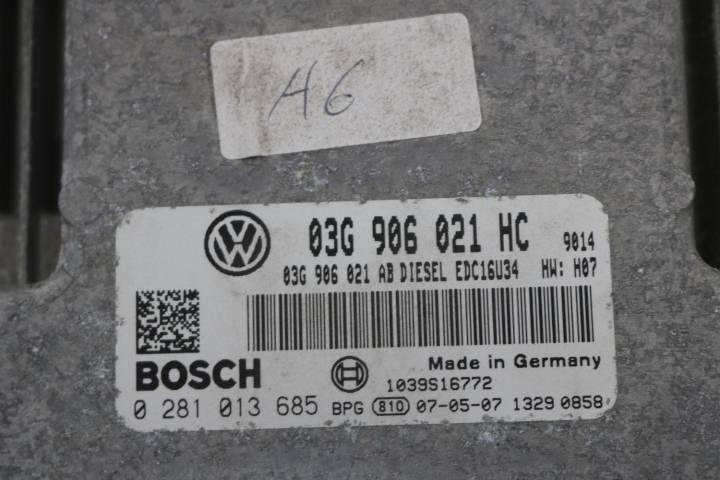 A6
03G 906 021 HC 9014
03G 906 021 AB DIESEL EDC16U34 HW: H07
BOSCH
Made in Germany
1039S16772
0 281 013 685 BPG 810 07-05-07 1329 0858